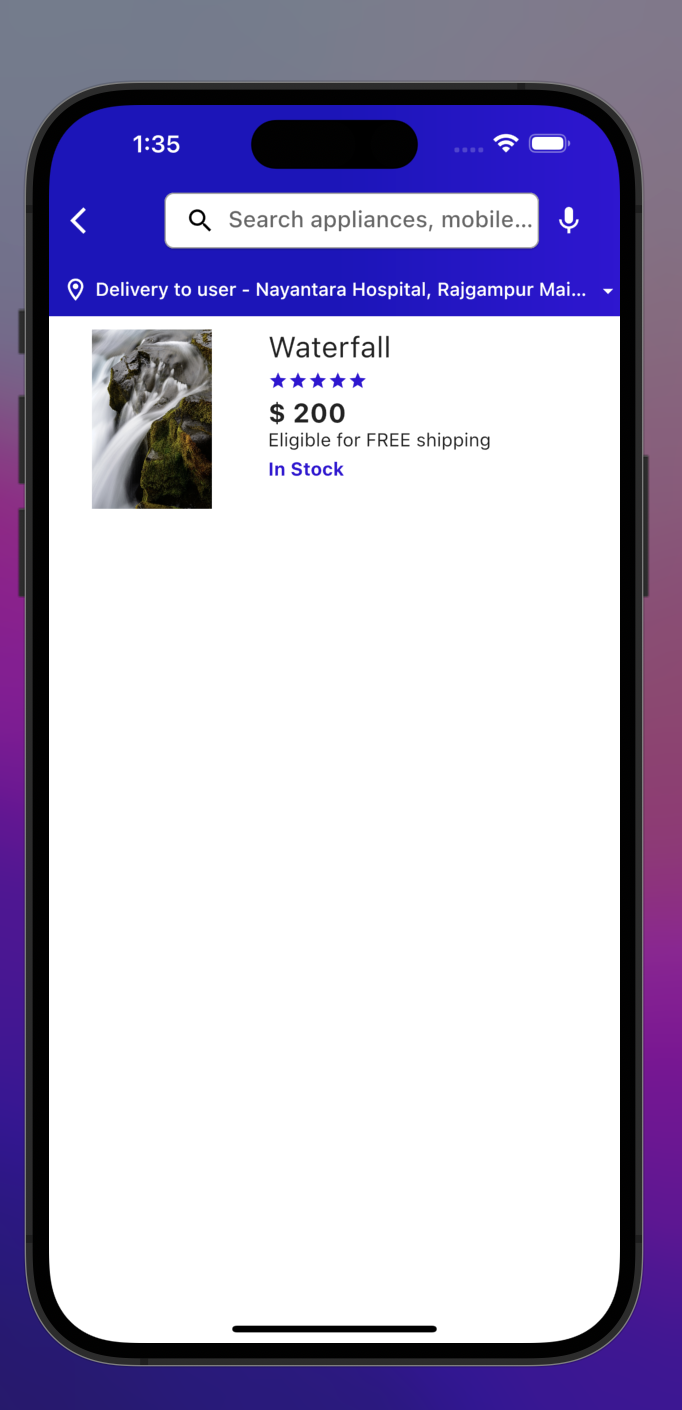 1:35
Search appliances, mobile...
Delivery to user - Nayantara Hospital, Rajgampur Mai...
Waterfall
$ 200
Eligible for FREE shipping
In Stock